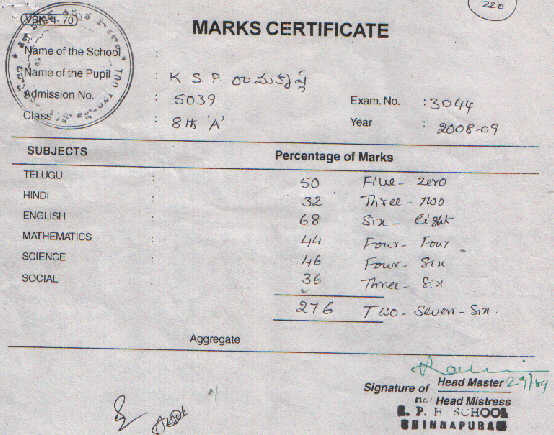 220
MARKS CERTIFICATE
Name of the School
Name of the Pupil : K S P రామకృష్ణ
Admission No. : 5039 Exam. No. : 3044
Class : 8th 'A' Year : 2008-09
SUBJECTS Percentage of Marks
TELUGU : 50 Five - Zero
HINDI : 32 Three - Two
ENGLISH : 68 Six - Eight
MATHEMATICS : 44 Four - Four
SCIENCE : 46 Four - Six
SOCIAL : 36 Three - Six
276 Two - Seven - Six
Aggregate
Signature of Head Master
Head Mistress
Z. P. H SCHOOL